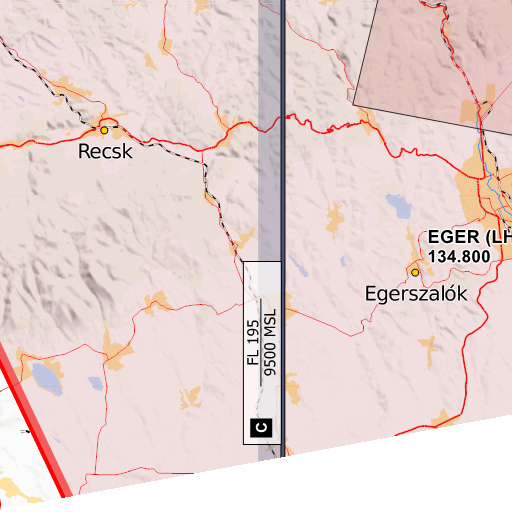 Recsk
EGER (LH
134.800
Egerszalók
FL 195
9500 MSL
C